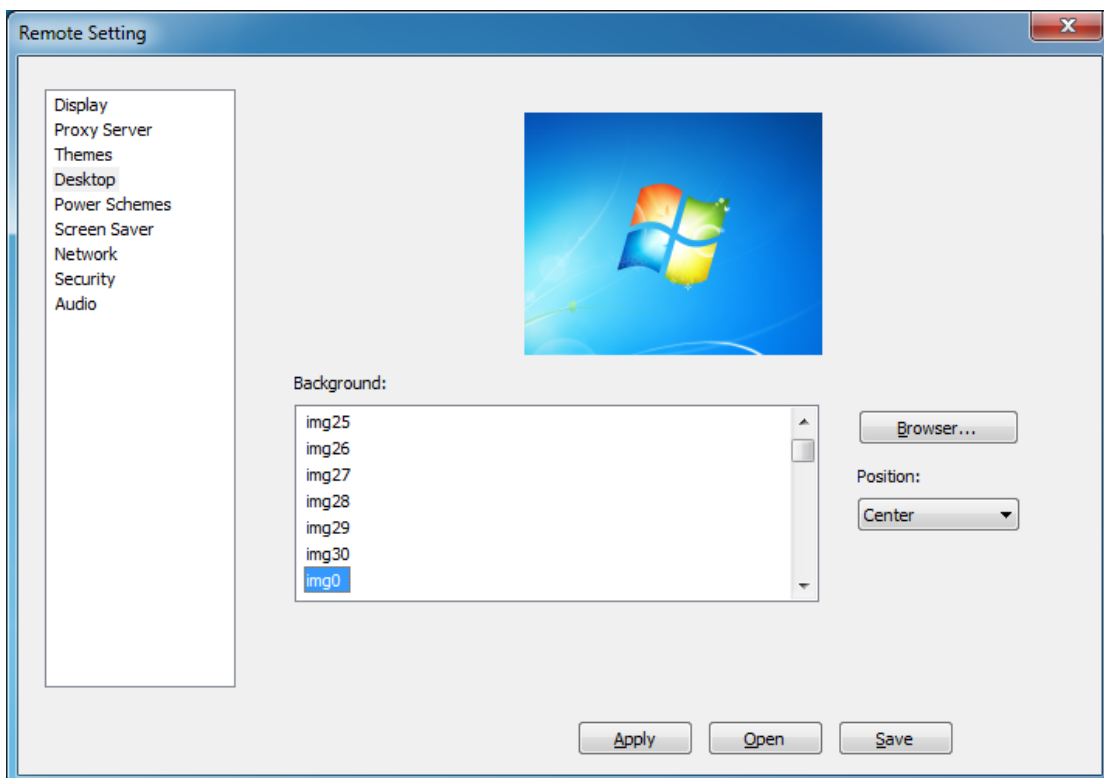 Remote Setting
X
Display
Proxy Server
Themes
Desktop
Power Schemes
Screen Saver
Network
Security
Audio
Background:
img25
img26
img27
img28
img29
img30
img0
Browser...
Position:
Center
Apply
Open
Save